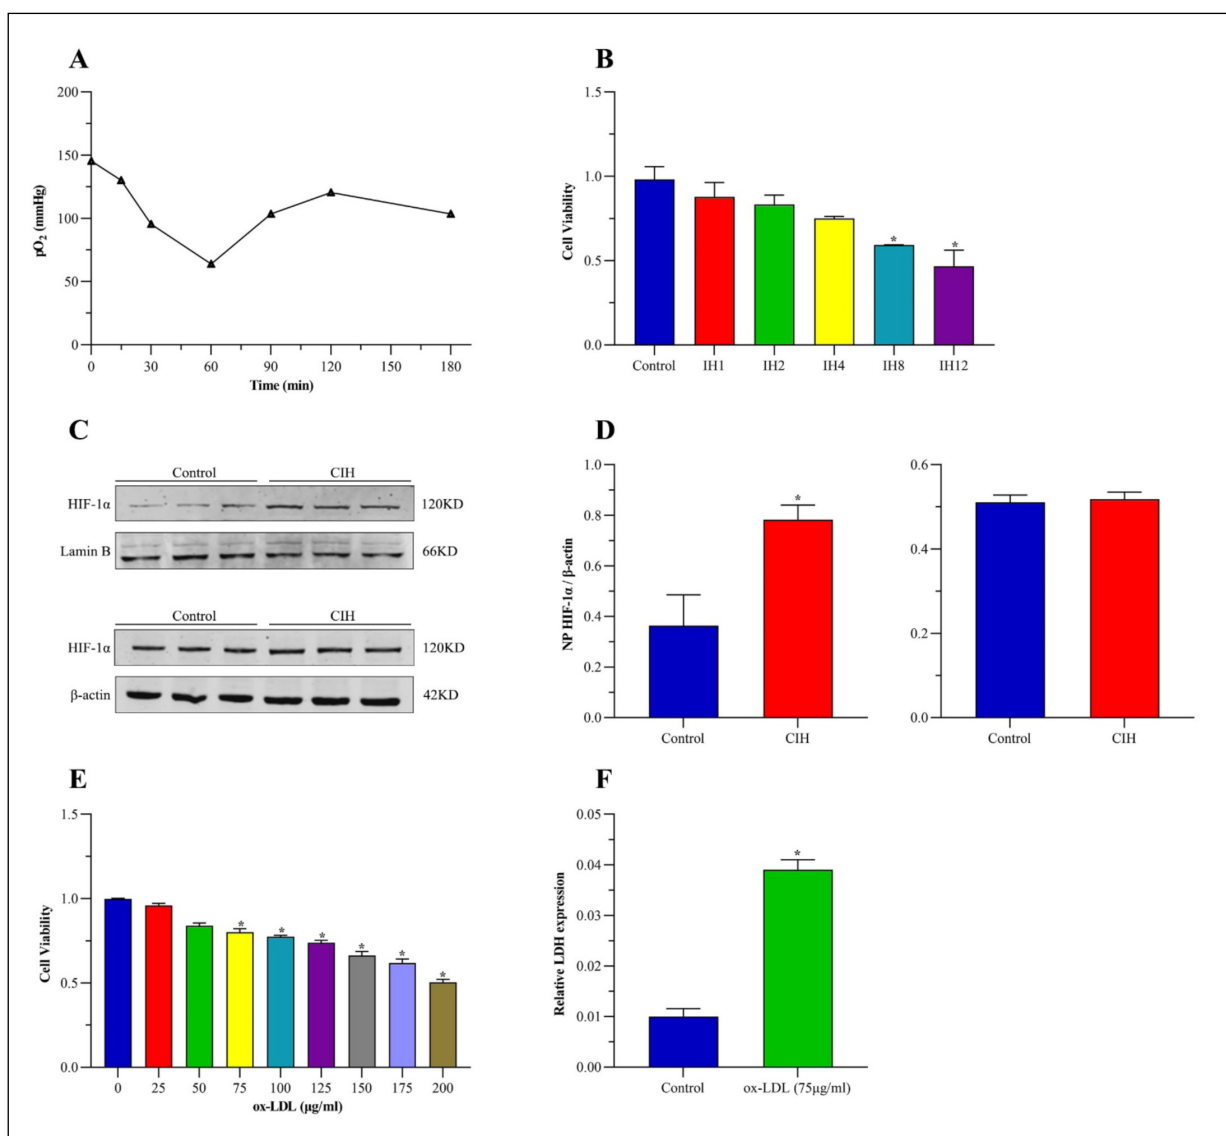 A
200
150
100
50
0
pO2 (mmHg)
0 30 60 90 120 150 180
Time (min)
B
1.5
1.0
0.5
0.0
Cell Viability
* *
Control IH1 IH2 IH4 IH8 IH12
C
Control CIH
HIF-1α 120KD
Lamin B 66KD
Control CIH
HIF-1α 120KD
β-actin 42KD
D
1.0
0.8
0.6
0.4
0.2
0.0
NP HIF-1α / β-actin
*
Control CIH
0.6
0.4
0.2
0.0
Control CIH
E
1.5
1.0
0.5
0.0
Cell Viability
* * * * * *
0 25 50 75 100 125 150 175 200
ox-LDL (μg/ml)
F
0.05
0.04
0.03
0.02
0.01
0.00
Relative LDH expression
*
Control ox-LDL (75μg/ml)